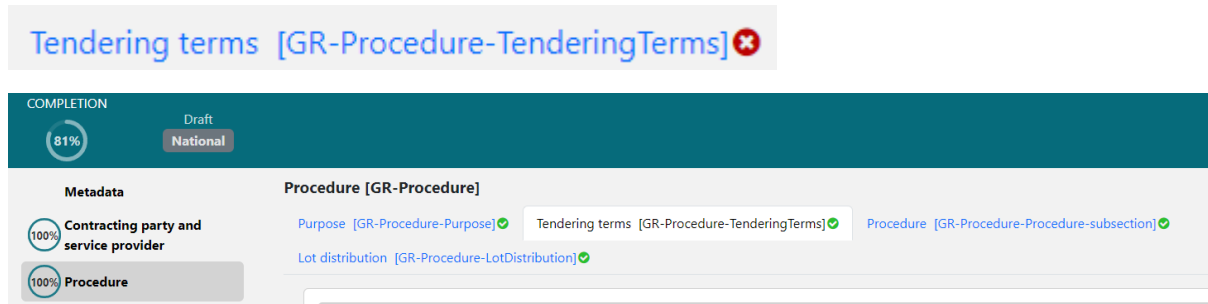 Tendering terms [GR-Procedure-TenderingTerms]
COMPLETION
81%
Draft
National
Metadata
100% Contracting party and
service provider
100% Procedure
Procedure [GR-Procedure]
Purpose [GR-Procedure-Purpose] Tendering terms [GR-Procedure-TenderingTerms] Procedure [GR-Procedure-Procedure-subsection]
Lot distribution [GR-Procedure-LotDistribution]